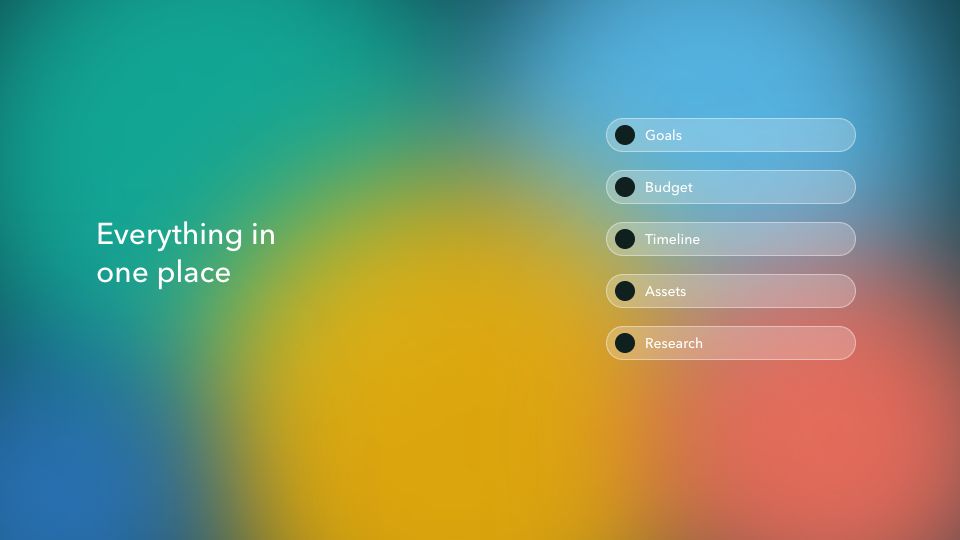 Everything in
one place
Goals
Budget
Timeline
Assets
Research